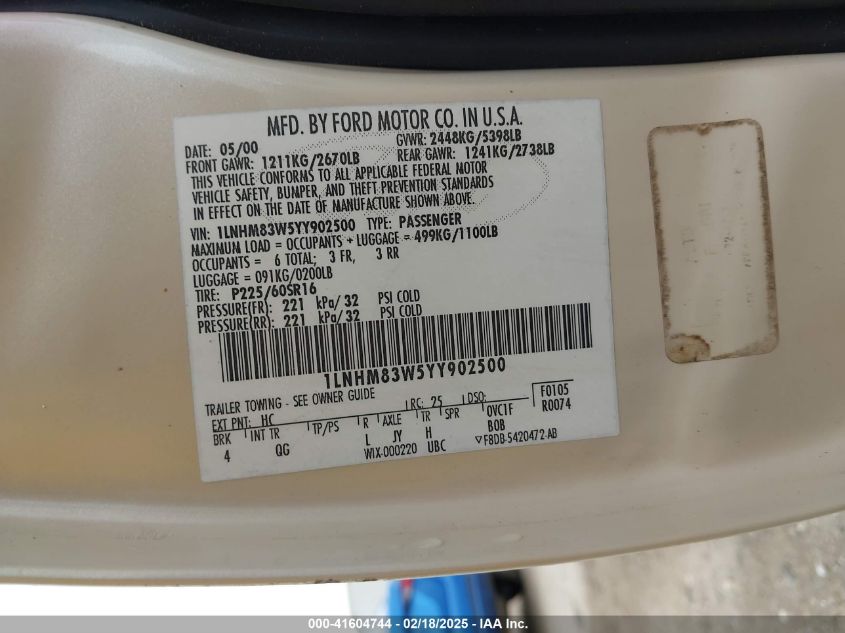 MFD. BY FORD MOTOR CO. IN U.S.A.
DATE: 05/00 GVWR: 2448KG/5398LB
FRONT GAWR: 1211KG/2670LB REAR GAWR: 1241KG/2738LB
THIS VEHICLE CONFORMS TO ALL APPLICABLE FEDERAL MOTOR
VEHICLE SAFETY, BUMPER, AND THEFT PREVENTION STANDARDS
IN EFFECT ON THE DATE OF MANUFACTURE SHOWN ABOVE.
VIN: 1LNHM83W5YY902500 TYPE: PASSENGER
MAXIMUM LOAD = OCCUPANTS + LUGGAGE = 499KG/1100LB
OCCUPANTS = 6 TOTAL; 3 FR, 3 RR
LUGGAGE = 091KG/0200LB
TIRE: P225/60SR16
PRESSURE(FR): 221 kPa/ 32 PSI COLD
PRESSURE(RR): 221 kPa/ 32 PSI COLD
1LNHM83W5YY902500
TRAILER TOWING - SEE OWNER GUIDE
EXT PNT: HC RC: 25 DSO: F0105
BRK INT TR TP/PS R AXLE TR SPR 0VC1F R0074
4 QG L JY H B0B
WIX-000220 UBC ▽F8DB-5420472-AB
000-41604744 / 02/18/2025 - IAA Inc.